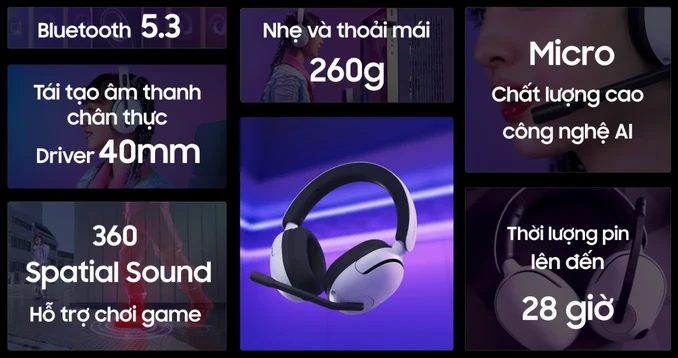 Bluetooth 5.3
Tái tạo âm thanh
chân thực
Driver 40mm
360
Spatial Sound
Hỗ trợ chơi game
Nhẹ và thoải mái
260g
Micro
Chất lượng cao
công nghệ AI
Thời lượng pin
lên đến
28 giờ